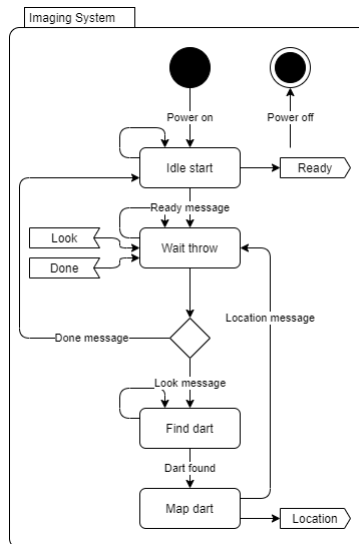 Imaging System
Power on
Power off
Idle start
Ready
Ready message
Look
Wait throw
Done
Location message
Done message
Look message
Find dart
Dart found
Map dart
Location